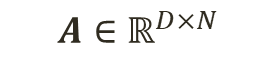 𝑨 ∈ ℝ^{𝐷×𝑁}